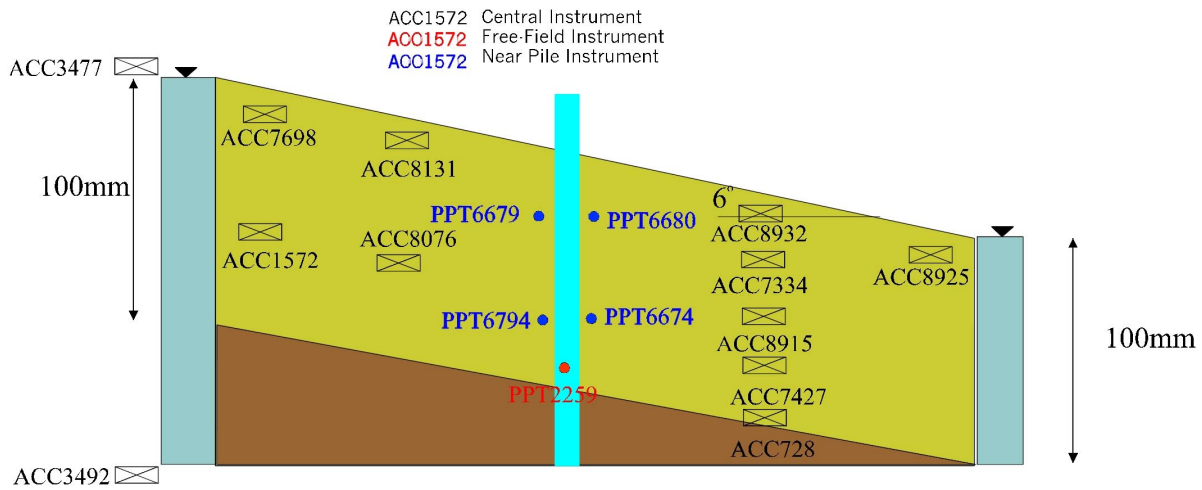 ACC1572 Central Instrument
ACC1572 Free-Field Instrument
ACC1572 Near Pile Instrument
ACC3477
ACC7698
ACC8131
100mm
6°
PPT6679
PPT6680
ACC8932
ACC1572
ACC8076
ACC7334
ACC8925
PPT6794
PPT6674
ACC8915
100mm
PPT2259
ACC7427
ACC728
ACC3492